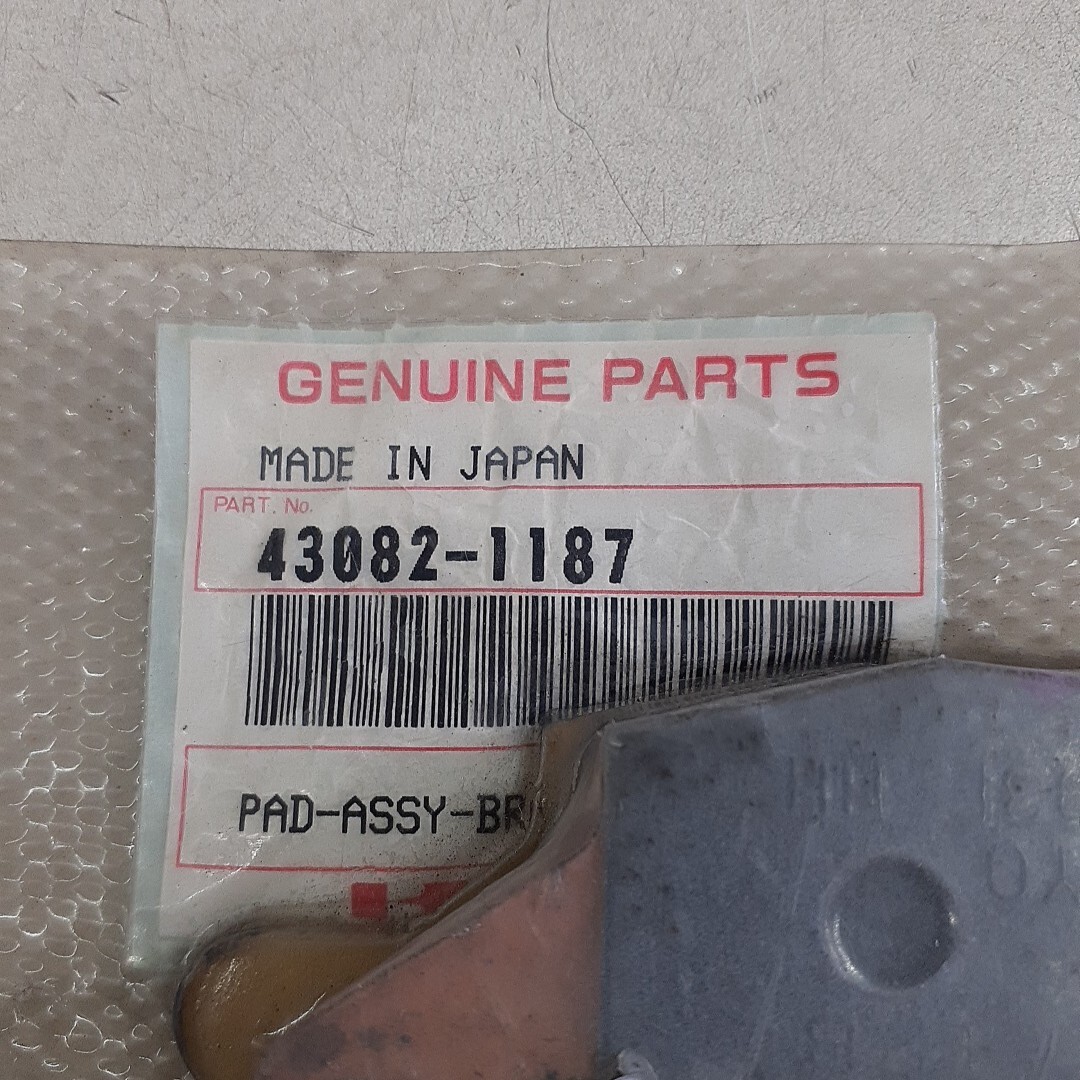 GENUINE PARTS
MADE IN JAPAN
PART. No.
43082-1187
PAD-ASSY-BR